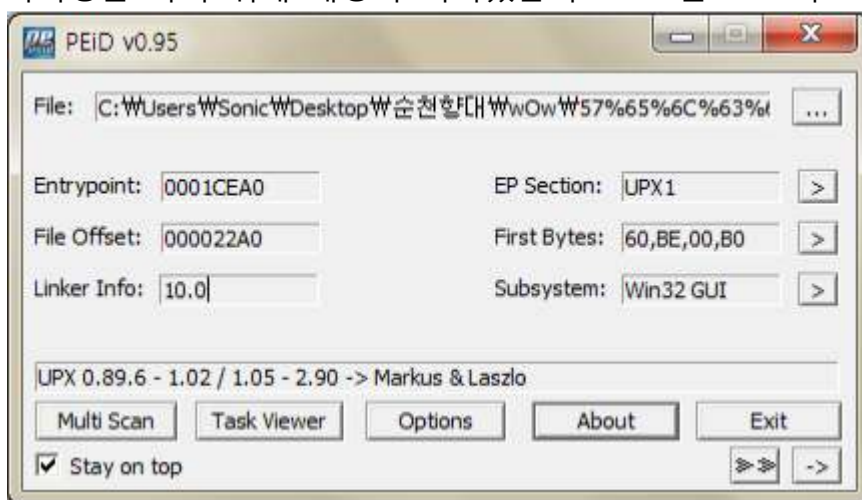 PEiD v0.95
File: C:₩Users₩Sonic₩Desktop₩순천향대₩wOw₩57%65%6C%63% ...
Entrypoint: 0001CEA0 EP Section: UPX1 >
File Offset: 000022A0 First Bytes: 60,BE,00,B0 >
Linker Info: 10.0 Subsystem: Win32 GUI >
UPX 0.89.6 - 1.02 / 1.05 - 2.90 -> Markus & Laszlo
Multi Scan Task Viewer Options About Exit
Stay on top ->